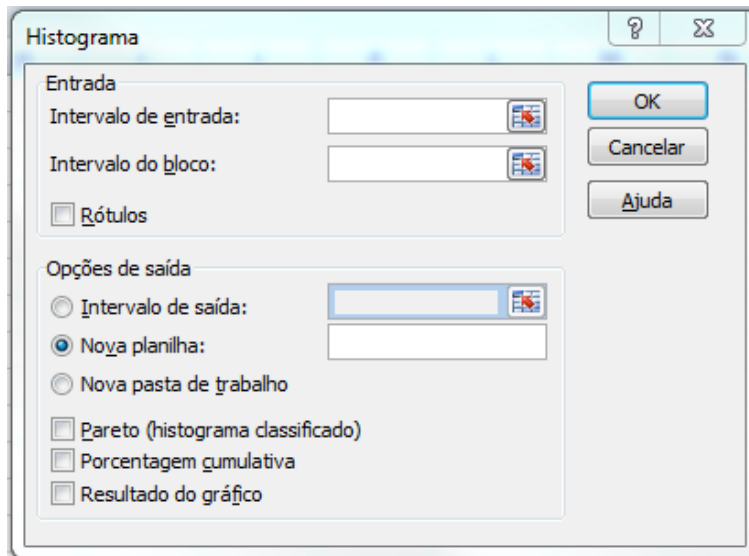 Histograma
Entrada
Intervalo de entrada:
Intervalo do bloco:
Rótulos
OK
Cancelar
Ajuda
Opções de saída
Intervalo de saída:
Nova planilha:
Nova pasta de trabalho
Pareto (histograma classificado)
Porcentagem cumulativa
Resultado do gráfico